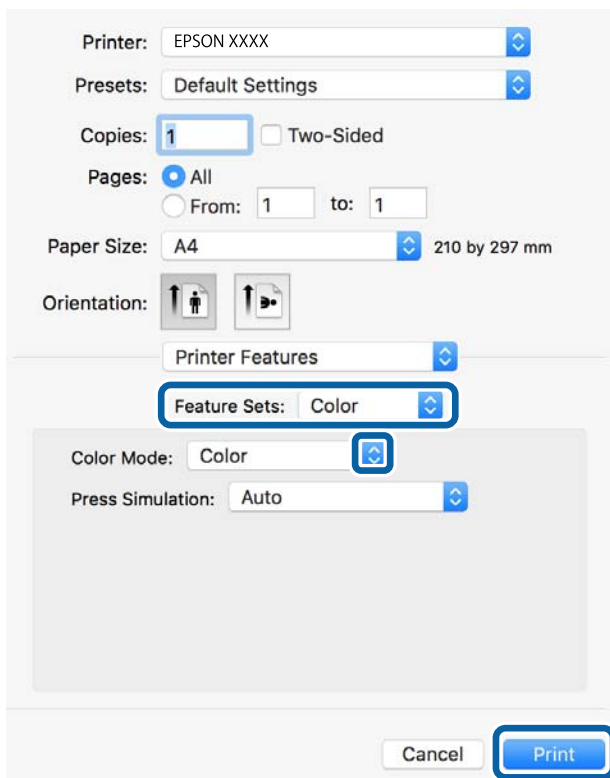 Printer: EPSON XXXX
Presets: Default Settings
Copies: 1 Two-Sided
Pages: All
From: 1 to: 1
Paper Size: A4 210 by 297 mm
Orientation:
Printer Features
Feature Sets: Color
Color Mode: Color
Press Simulation: Auto
Cancel Print